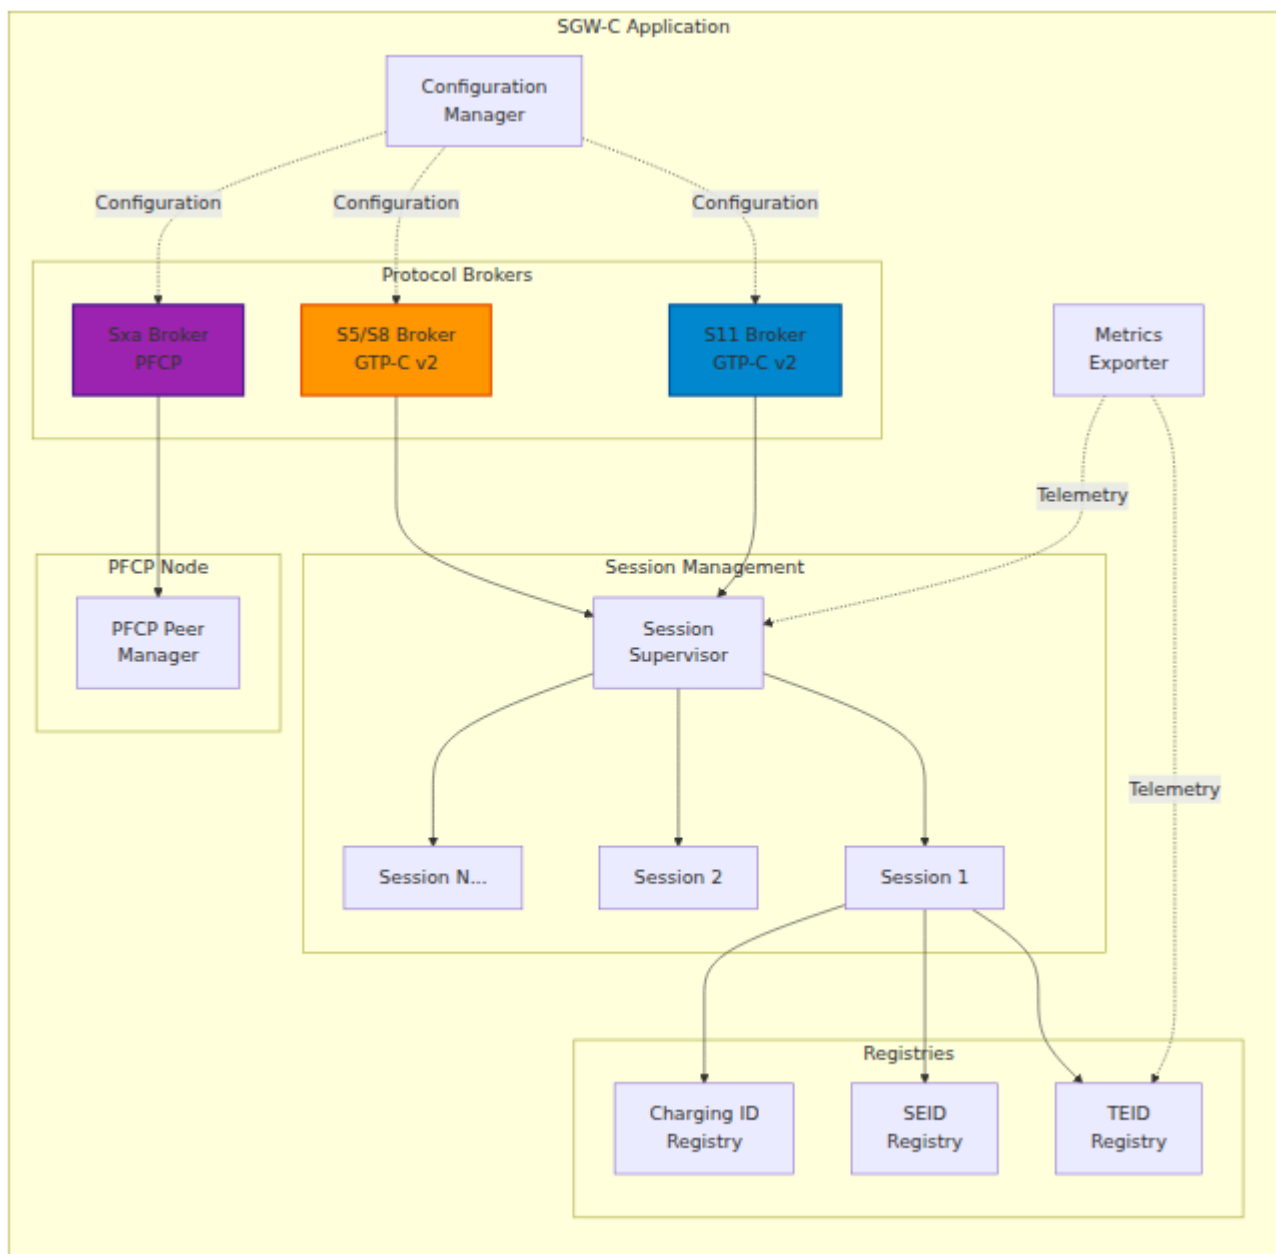 SGW-C Application
Configuration
Manager
Configuration
Configuration
Configuration
Protocol Brokers
Sxa Broker
PFCP
S5/S8 Broker
GTP-C v2
S11 Broker
GTP-C v2
Metrics
Exporter
Telemetry
PFCP Node
PFCP Peer
Manager
Session Management
Session
Supervisor
Telemetry
Session N...
Session 2
Session 1
Registries
Charging ID
Registry
SEID
Registry
TEID
Registry